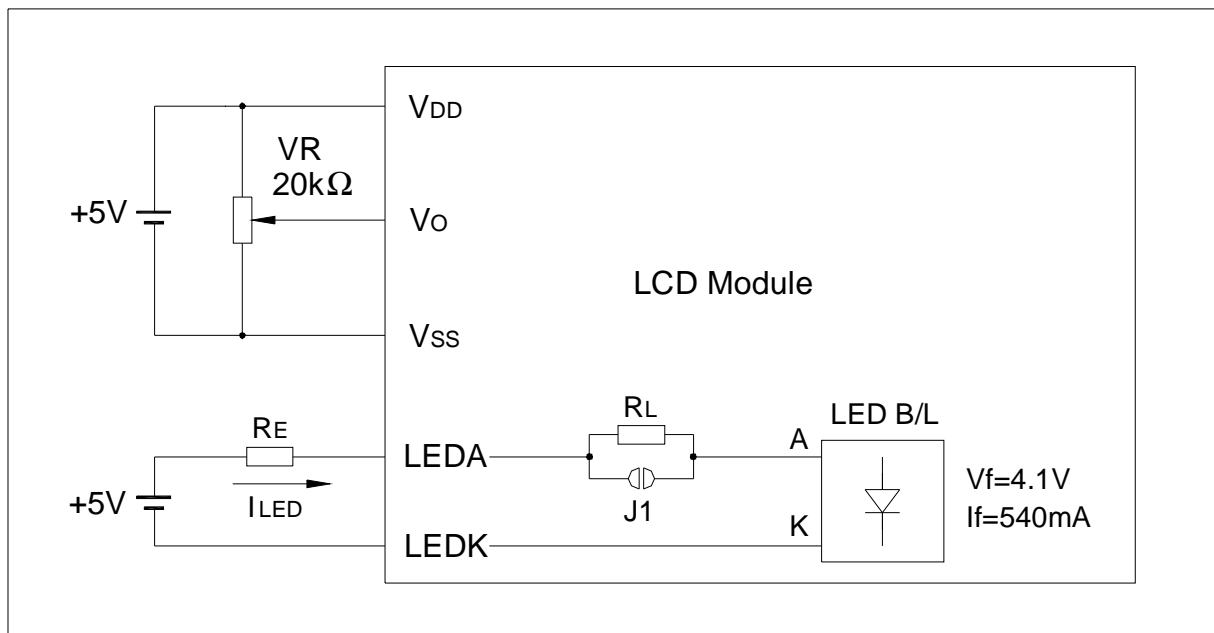 VDD
VR
20kΩ
+5V
VO
LCD Module
VSS
RE
LEDA
RL
A
LED B/L
+5V
ILED
J1
Vf=4.1V
If=540mA
LEDK
K